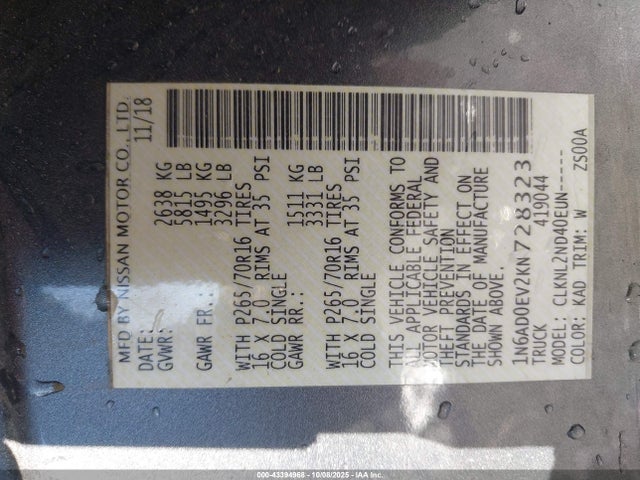 MFD BY NISSAN MOTOR CO., LTD.
DATE: 11/18
GVWR: 2638 KG
5815 LB
GAWR FR.: 1495 KG
3296 LB
WITH P265/70R16 TIRES
16 X 7.0 RIMS AT 35 PSI
COLD SINGLE
GAWR RR.: 1511 KG
3331 LB
WITH P265/70R16 TIRES
16 X 7.0 RIMS AT 35 PSI
COLD SINGLE
THIS VEHICLE CONFORMS TO
ALL APPLICABLE FEDERAL
MOTOR VEHICLE SAFETY AND
THEFT PREVENTION
STANDARDS IN EFFECT ON
THE DATE OF MANUFACTURE
SHOWN ABOVE.
1N6AD0EV2KN728323
TRUCK 419044
MODEL: CLKNL2ND40EUN-----
COLOR: KAD TRIM: W ZS00A
000-43394968 - 10/08/2025 - IAA Inc.